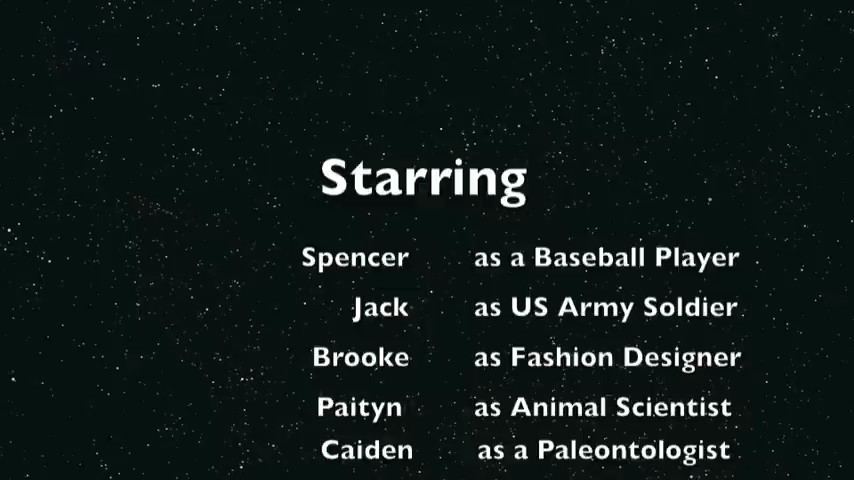 Starring
Spencer as a Baseball Player
Jack as US Army Soldier
Brooke as Fashion Designer
Paityn as Animal Scientist
Caiden as a Paleontologist